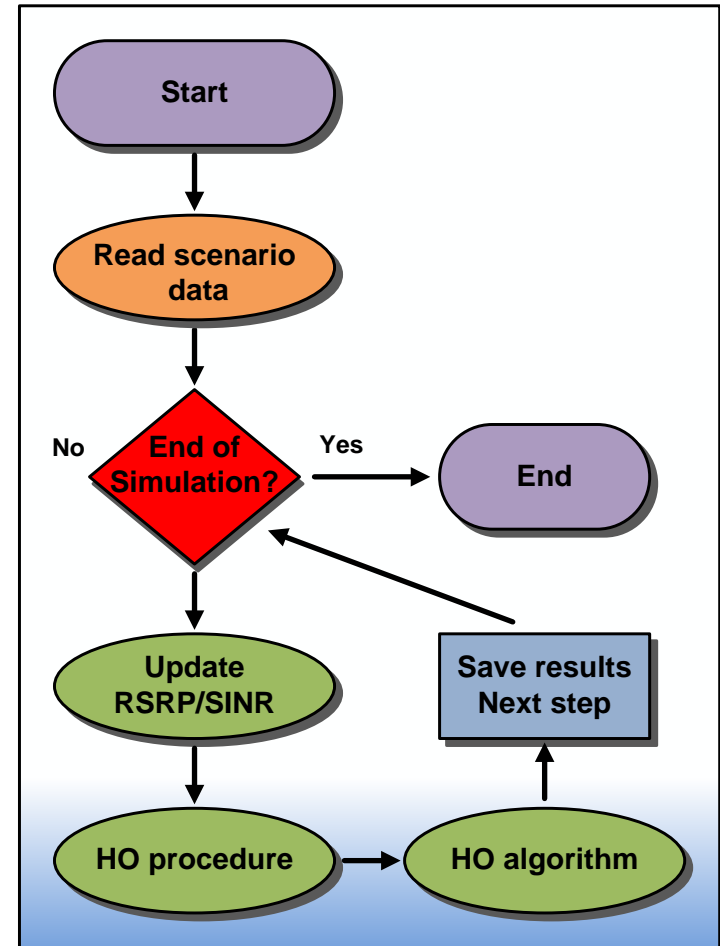 Start
Read scenario
data
No
End of
Simulation?
Yes
End
Update
RSRP/SINR
Save results
Next step
HO procedure
HO algorithm